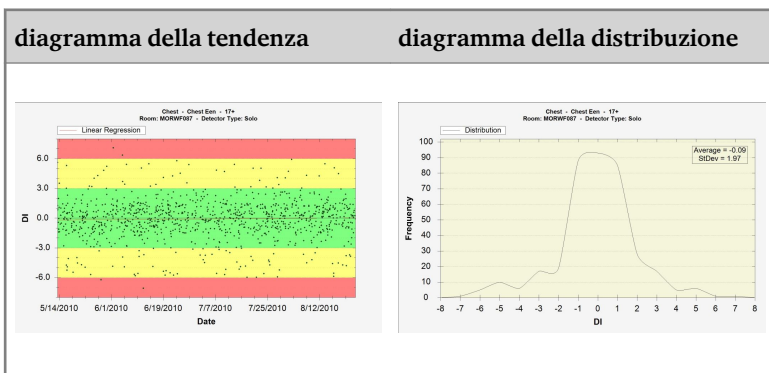 diagramma della tendenza
diagramma della distribuzione
Chest - Chest Een - 17+
Room: MORWF087 - Detector Type: Solo
Linear Regression
6.0
3.0
0.0
-3.0
-6.0
DI
5/14/2010 6/1/2010 6/19/2010 7/7/2010 7/25/2010 8/12/2010
Date
Chest - Chest Een - 17+
Room: MORWF087 - Detector Type: Solo
Distribution
Average = -0.09
StDev = 1.97
100
90
80
70
60
50
40
30
20
10
0
Frequency
-8 -7 -6 -5 -4 -3 -2 -1 0 1 2 3 4 5 6 7 8
DI